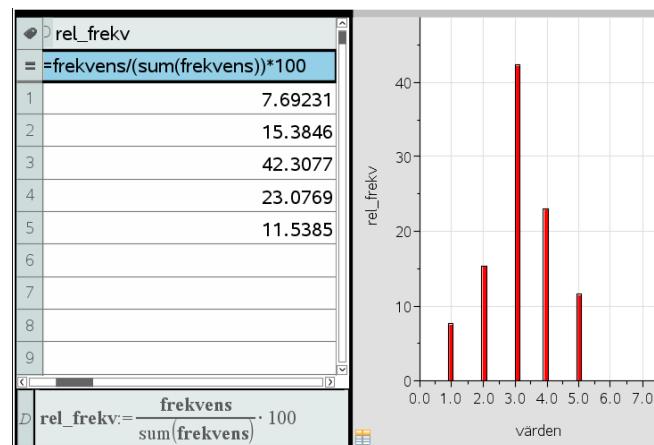 D rel_frekv
= =frekvens/(sum(frekvens))*100
1 7.69231
2 15.3846
3 42.3077
4 23.0769
5 11.5385
6
7
8
9
D rel_frekv:= frekvens / sum(frekvens) · 100
rel_frekv
40
30
20
10
0
0.0 1.0 2.0 3.0 4.0 5.0 6.0 7.0
värden